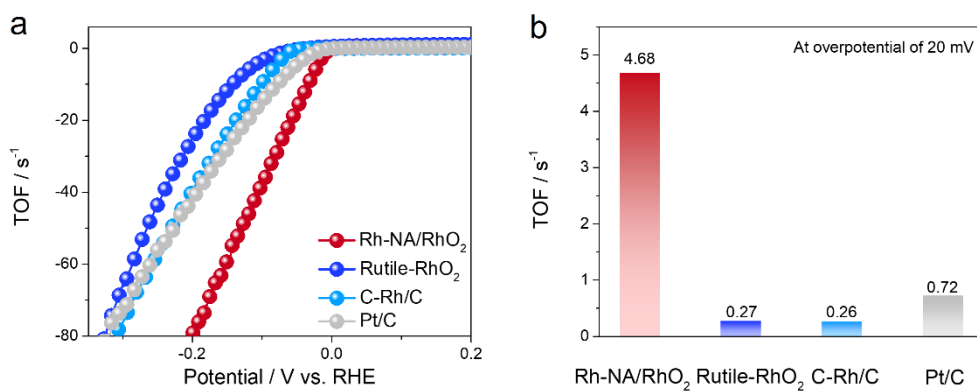 a
0
-20
-40
-60
-80
TOF / s⁻¹
-0.2
0.0
0.2
Potential / V vs. RHE
Rh-NA/RhO₂
Rutile-RhO₂
C-Rh/C
Pt/C
b
At overpotential of 20 mV
5
4
3
2
1
0
TOF / s⁻¹
4.68
0.27
0.26
0.72
Rh-NA/RhO₂
Rutile-RhO₂
C-Rh/C
Pt/C